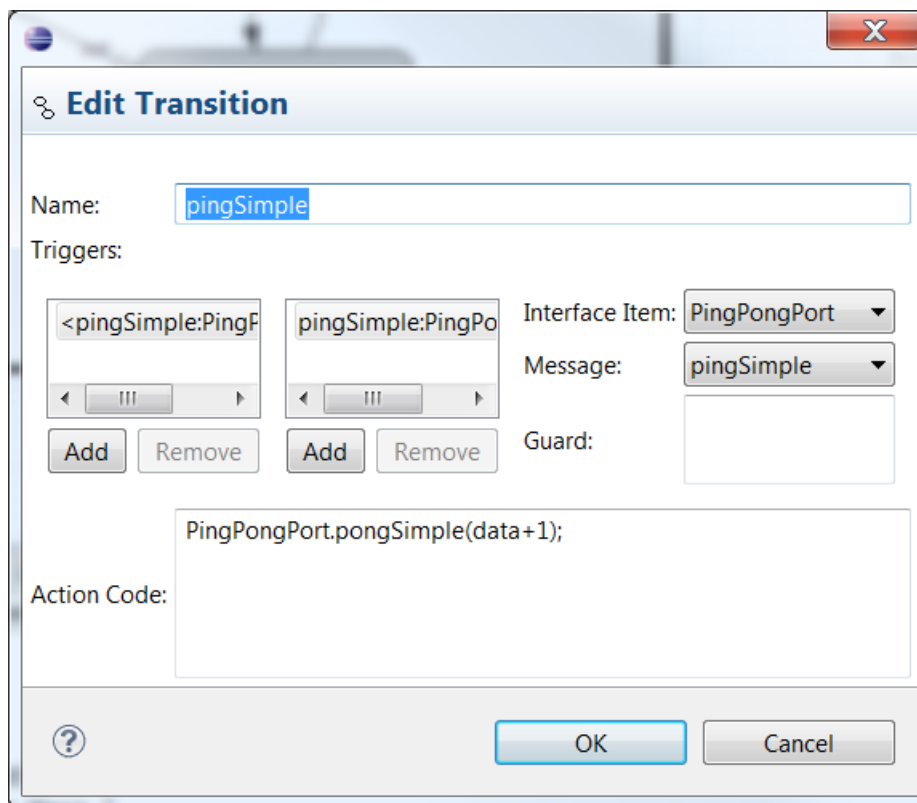 X
Edit Transition
Name:
pingSimple
Triggers:
<pingSimple:PingP
pingSimple:PingPo
Interface Item:
PingPongPort
Message:
pingSimple
Add
Remove
Add
Remove
Guard:
PingPongPort.pongSimple(data+1);
Action Code:
?
OK
Cancel